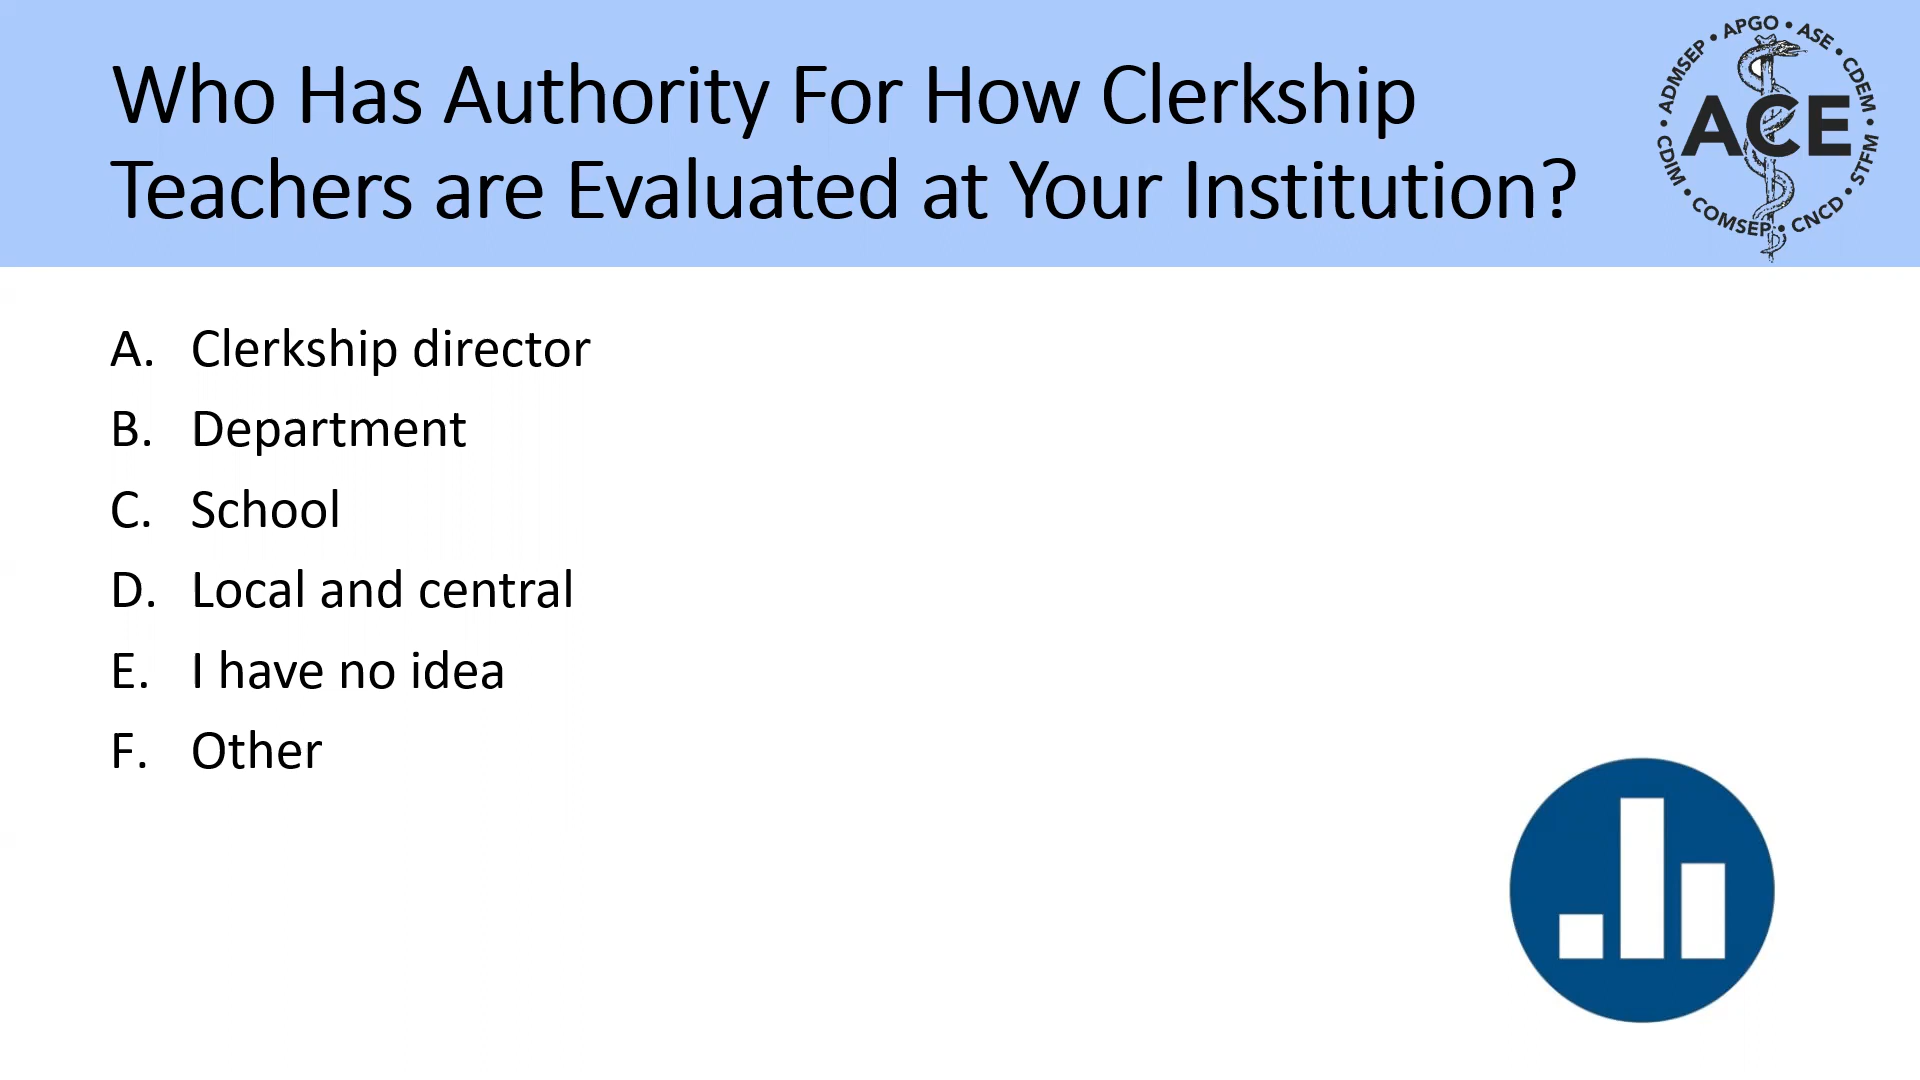 Who Has Authority For How Clerkship
Teachers are Evaluated at Your Institution?
ADMSEP • APGO • ASE • CDEM • STFM • CNCD • COMSEP • CDIM •
ACE
A. Clerkship director
B. Department
C. School
D. Local and central
E. I have no idea
F. Other